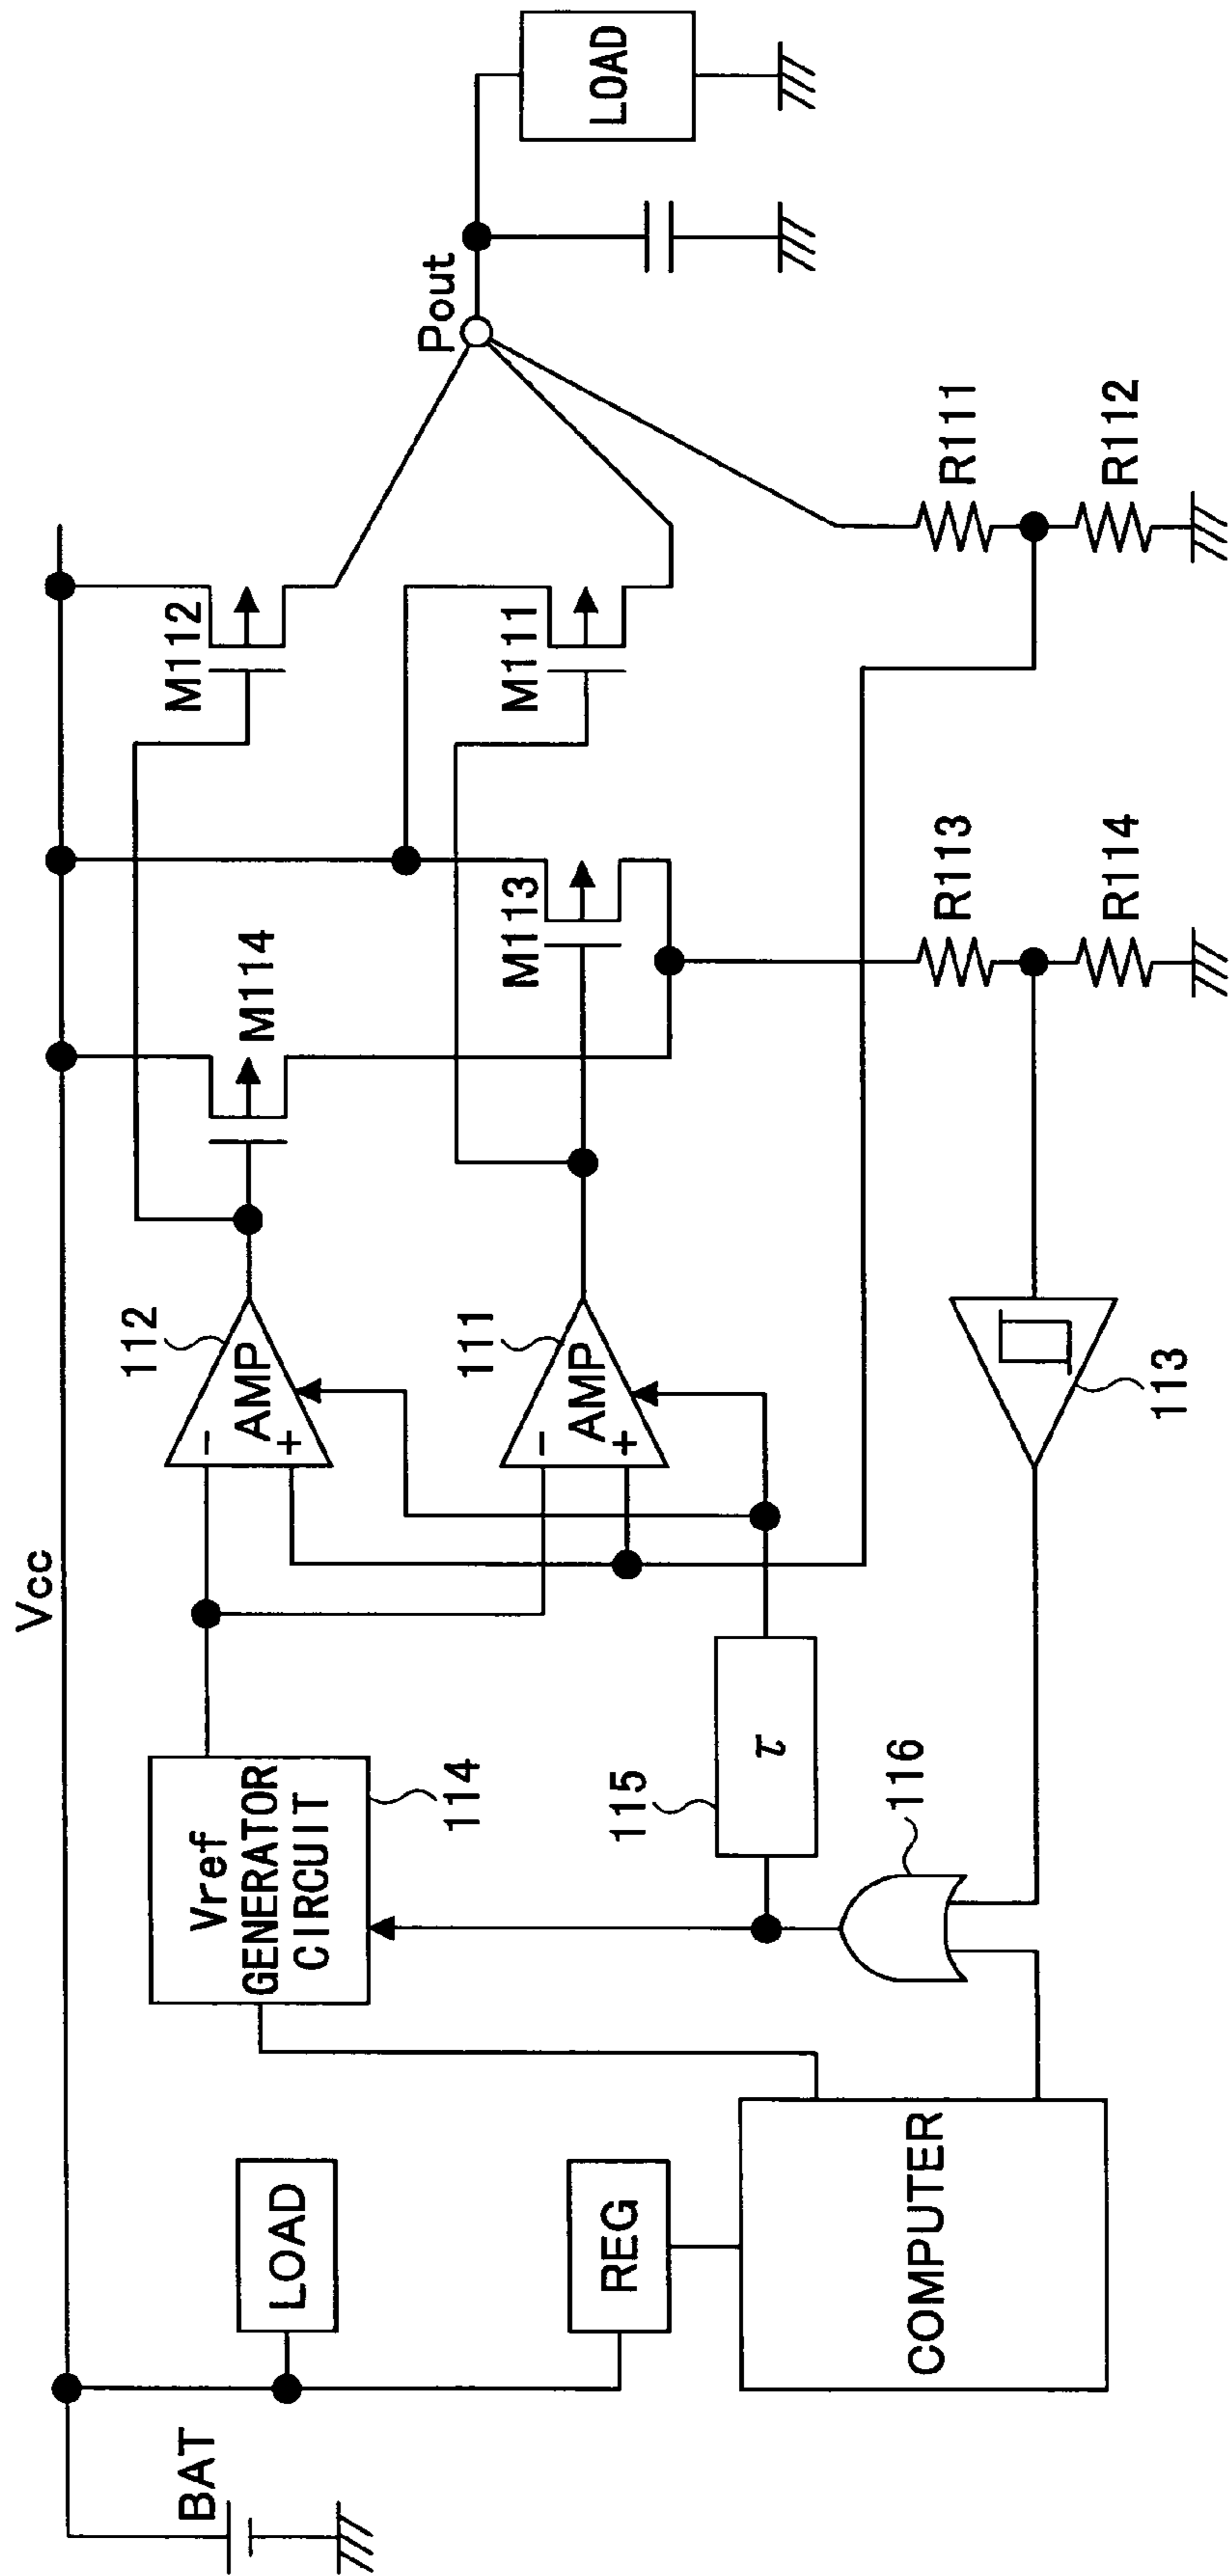 Vcc
BAT
LOAD
REG
COMPUTER
Vref
GENERATOR
CIRCUIT
114
115
τ
116
112
AMP
-
+
111
AMP
-
+
113
M114
M113
M112
M111
R113
R114
R111
R112
Pout
LOAD